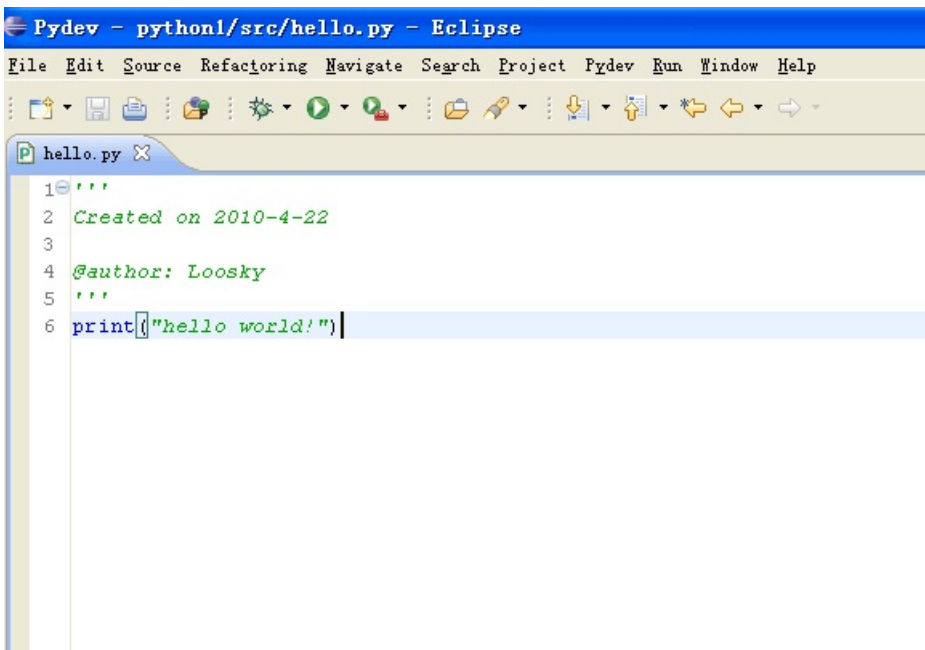 Pydev - python1/src/hello.py - Eclipse
File Edit Source Refactoring Navigate Search Project Pydev Run Window Help
P hello.py
1 '''
2 Created on 2010-4-22
3
4 @author: Loosky
5 '''
6 print("hello world!")